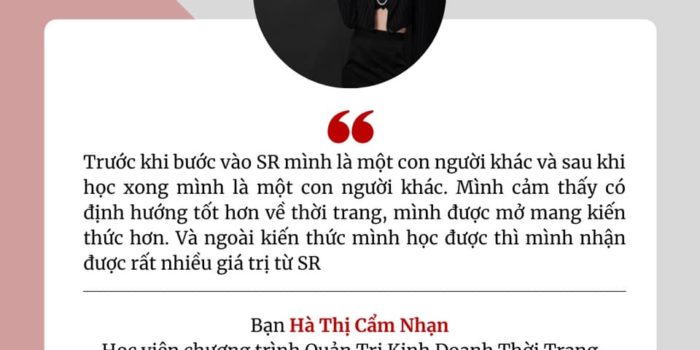 Trước khi bước vào SR mình là một con người khác và sau khi
học xong mình là một con người khác. Mình cảm thấy có
định hướng tốt hơn về thời trang, mình được mở mang kiến
thức hơn. Và ngoài kiến thức mình học được thì mình nhận
được rất nhiều giá trị từ SR
Bạn Hà Thị Cẩm Nhạn
Học viên chương trình Quản Trị Kinh Doanh Thời Trang